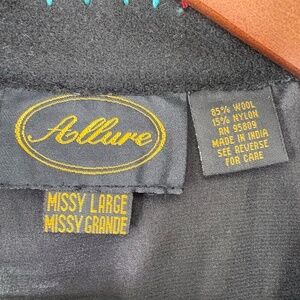 Allure
MISSY LARGE
MISSY GRANDE
85% WOOL
15% NYLON
RN 95809
MADE IN INDIA
SEE REVERSE
FOR CARE